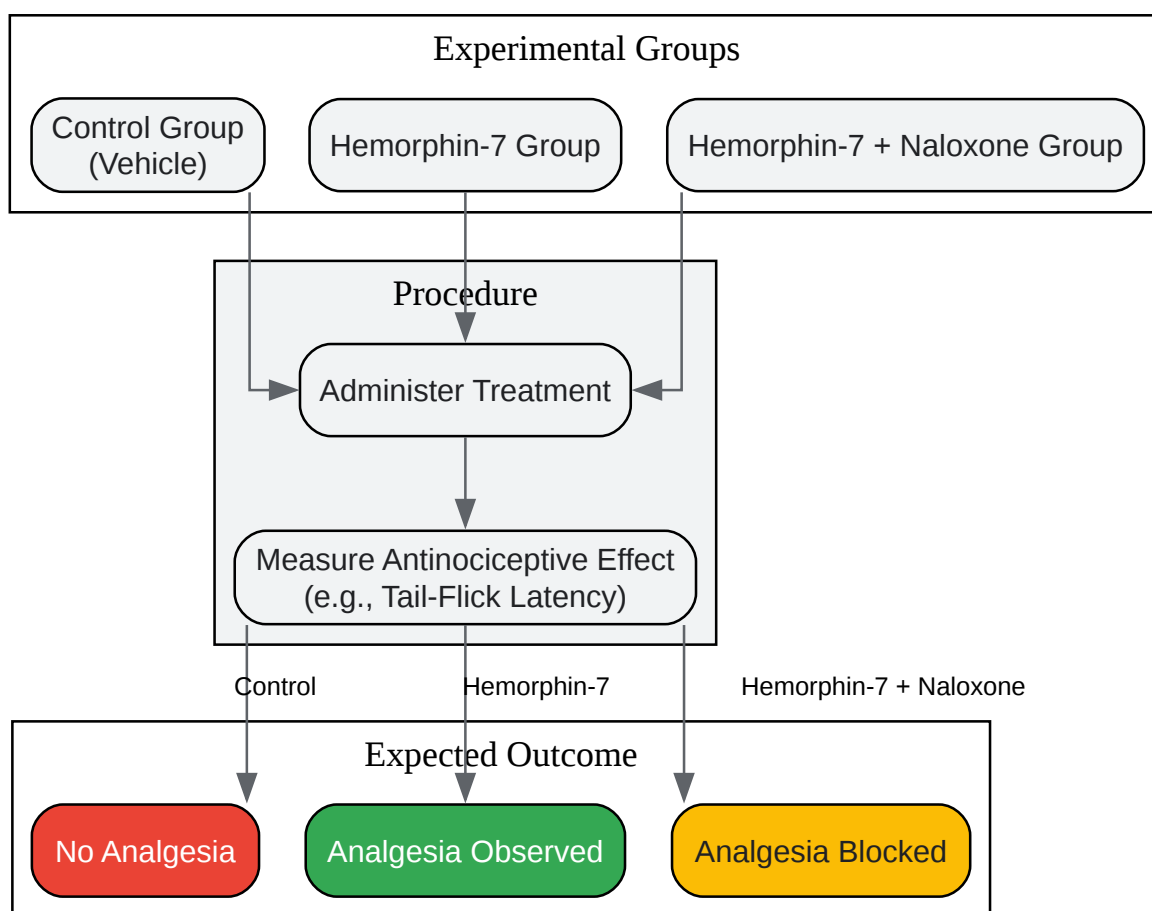 Experimental Groups
Control Group
(Vehicle)
Hemorphin-7 Group
Hemorphin-7 + Naloxone Group
Procedure
Administer Treatment
Measure Antinociceptive Effect
(e.g., Tail-Flick Latency)
Control
Hemorphin-7
Hemorphin-7 + Naloxone
Expected Outcome
No Analgesia
Analgesia Observed
Analgesia Blocked